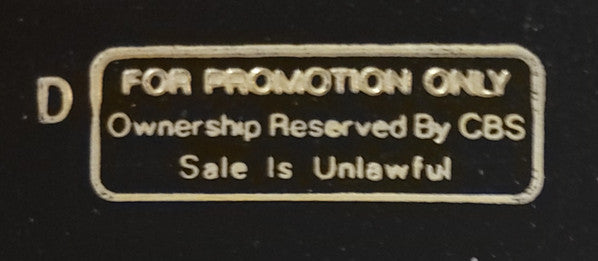 D
FOR PROMOTION ONLY
Ownership Reserved By CBS
Sale Is Unlawful